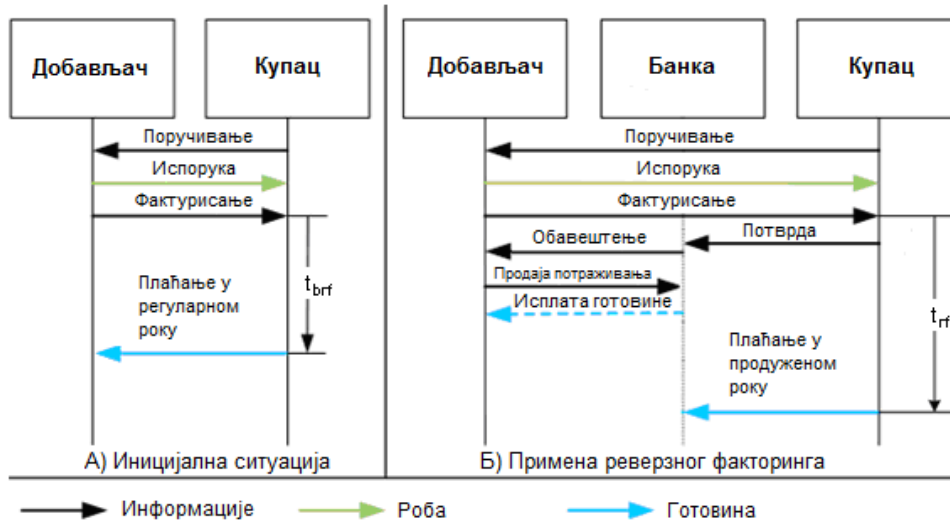 Добављач
Купац
Поручивање
Испорука
Фактурисање
Плаћање у
регуларном
року
tbrf
А) Иницијална ситуација
Добављач
Банка
Купац
Поручивање
Испорука
Фактурисање
Обавештење
Потврда
Продаја потраживања
Исплата готовине
Плаћање у
продуженом
року
trf
Б) Примена реверзног факторинга
Информације
Роба
Готовина